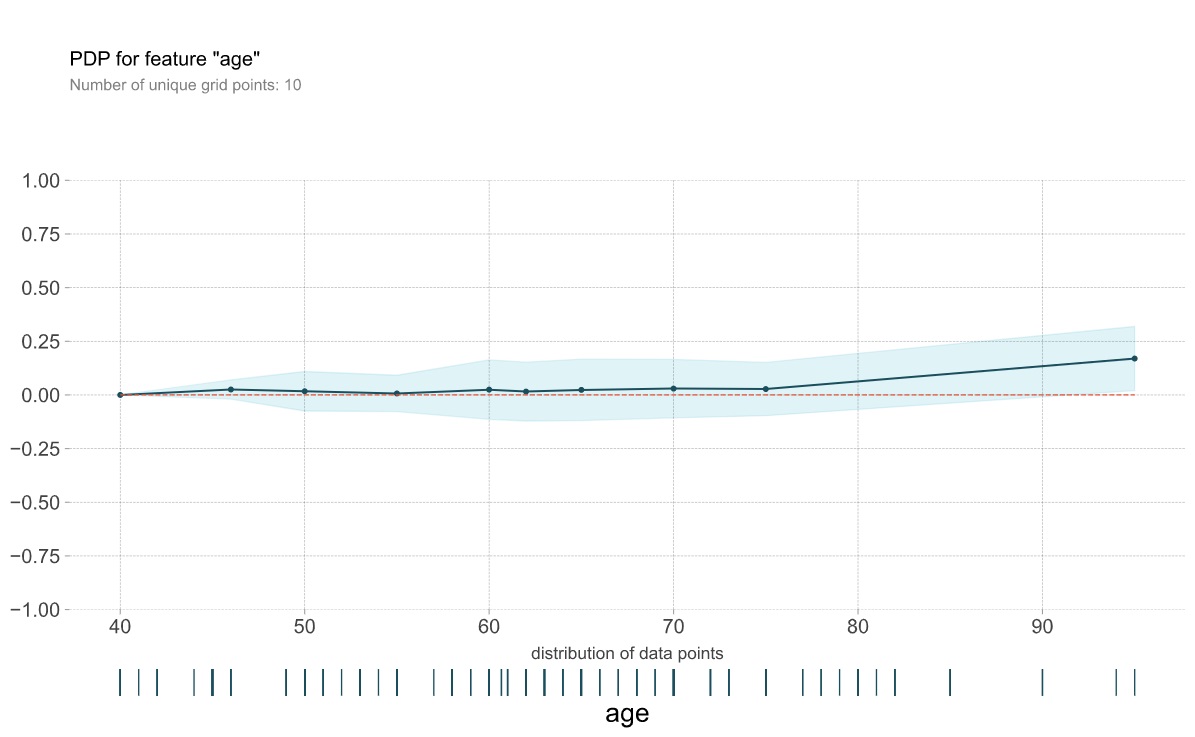 PDP for feature "age"
Number of unique grid points: 10
1.00
0.75
0.50
0.25
0.00
−0.25
−0.50
−0.75
−1.00
40 50 60 70 80 90
distribution of data points
age